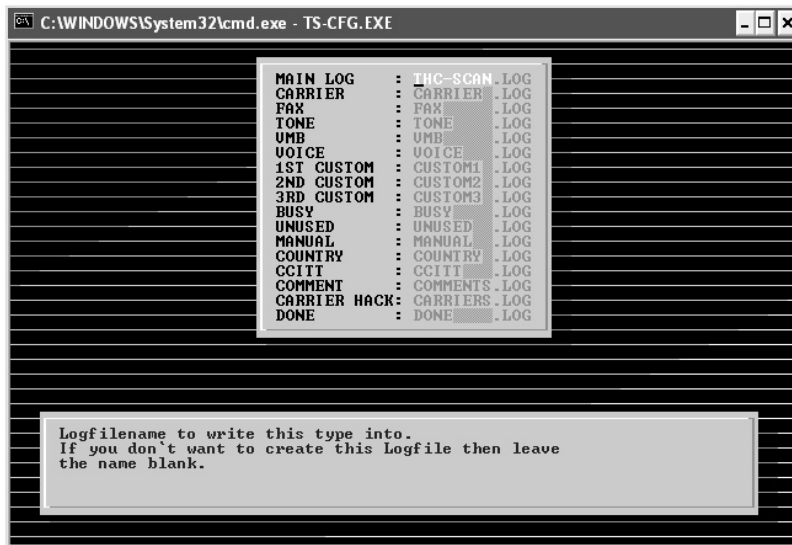 C:\WINDOWS\System32\cmd.exe - TS-CFG.EXE
MAIN LOG : THC-SCAN.LOG
CARRIER : CARRIER .LOG
FAX : FAX .LOG
TONE : TONE .LOG
VMB : VMB .LOG
VOICE : VOICE .LOG
1ST CUSTOM : CUSTOM1 .LOG
2ND CUSTOM : CUSTOM2 .LOG
3RD CUSTOM : CUSTOM3 .LOG
BUSY : BUSY .LOG
UNUSED : UNUSED .LOG
MANUAL : MANUAL .LOG
COUNTRY : COUNTRY .LOG
CCITT : CCITT .LOG
COMMENT : COMMENTS.LOG
CARRIER HACK: CARRIERS.LOG
DONE : DONE .LOG
Logfilename to write this type into.
If you don`t want to create this Logfile then leave
the name blank.